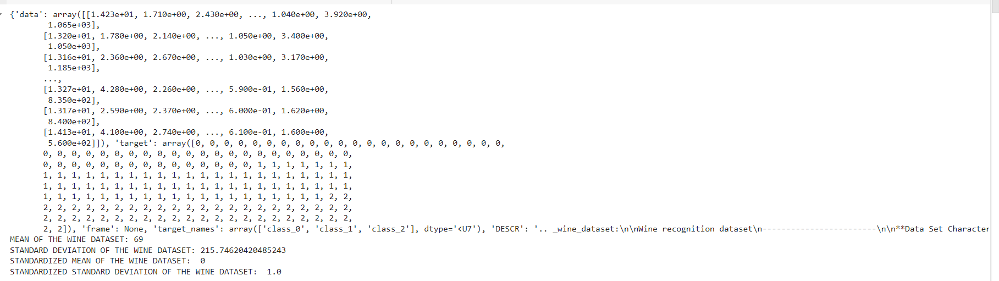 {'data': array([[1.423e+01, 1.710e+00, 2.430e+00, ..., 1.040e+00, 3.920e+00,
1.065e+03],
[1.320e+01, 1.780e+00, 2.140e+00, ..., 1.050e+00, 3.400e+00,
1.050e+03],
[1.316e+01, 2.360e+00, 2.670e+00, ..., 1.030e+00, 3.170e+00,
1.185e+03],
...,
[1.327e+01, 4.280e+00, 2.260e+00, ..., 5.900e-01, 1.560e+00,
8.350e+02],
[1.317e+01, 2.590e+00, 2.370e+00, ..., 6.000e-01, 1.620e+00,
8.400e+02],
[1.413e+01, 4.100e+00, 2.740e+00, ..., 6.100e-01, 1.600e+00,
5.600e+02]]), 'target': array([0, 0, 0, 0, 0, 0, 0, 0, 0, 0, 0, 0, 0, 0, 0, 0, 0, 0, 0, 0, 0, 0,
0, 0, 0, 0, 0, 0, 0, 0, 0, 0, 0, 0, 0, 0, 0, 0, 0, 0, 0, 0, 0, 0,
0, 0, 0, 0, 0, 0, 0, 0, 0, 0, 0, 0, 0, 0, 0, 1, 1, 1, 1, 1, 1, 1,
1, 1, 1, 1, 1, 1, 1, 1, 1, 1, 1, 1, 1, 1, 1, 1, 1, 1, 1, 1, 1, 1,
1, 1, 1, 1, 1, 1, 1, 1, 1, 1, 1, 1, 1, 1, 1, 1, 1, 1, 1, 1, 1, 1,
1, 1, 1, 1, 1, 1, 1, 1, 1, 1, 1, 1, 1, 1, 1, 1, 1, 1, 1, 1, 2, 2,
2, 2, 2, 2, 2, 2, 2, 2, 2, 2, 2, 2, 2, 2, 2, 2, 2, 2, 2, 2, 2, 2,
2, 2, 2, 2, 2, 2, 2, 2, 2, 2, 2, 2, 2, 2, 2, 2, 2, 2, 2, 2, 2, 2,
2, 2]), 'frame': None, 'target_names': array(['class_0', 'class_1', 'class_2'], dtype='<U7'), 'DESCR': '.. _wine_dataset:\n\nWine recognition dataset\n------------------------\n\n**Data Set Character
MEAN OF THE WINE DATASET: 69
STANDARD DEVIATION OF THE WINE DATASET: 215.74620420485243
STANDARDIZED MEAN OF THE WINE DATASET:  0
STANDARDIZED STANDARD DEVIATION OF THE WINE DATASET:  1.0